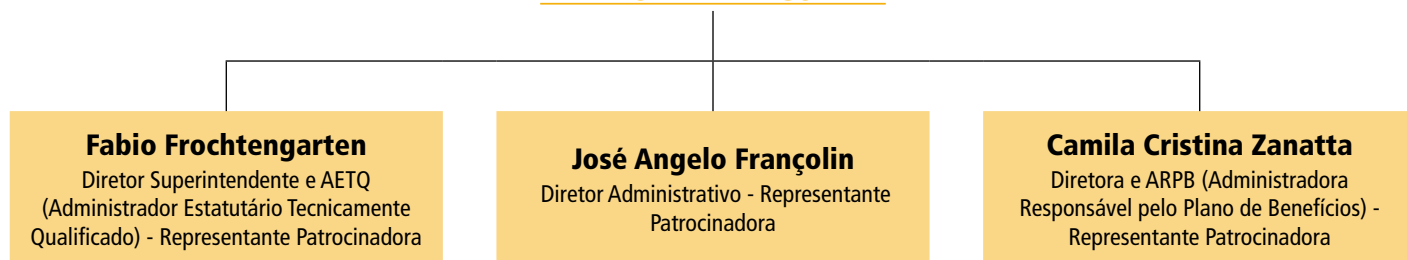 Fabio Frochtengarten
Diretor Superintendente e AETQ
(Administrador Estatutário Tecnicamente
Qualificado) - Representante Patrocinadora
José Angelo Françolin
Diretor Administrativo - Representante
Patrocinadora
Camila Cristina Zanatta
Diretora e ARPB (Administradora
Responsável pelo Plano de Benefícios) -
Representante Patrocinadora